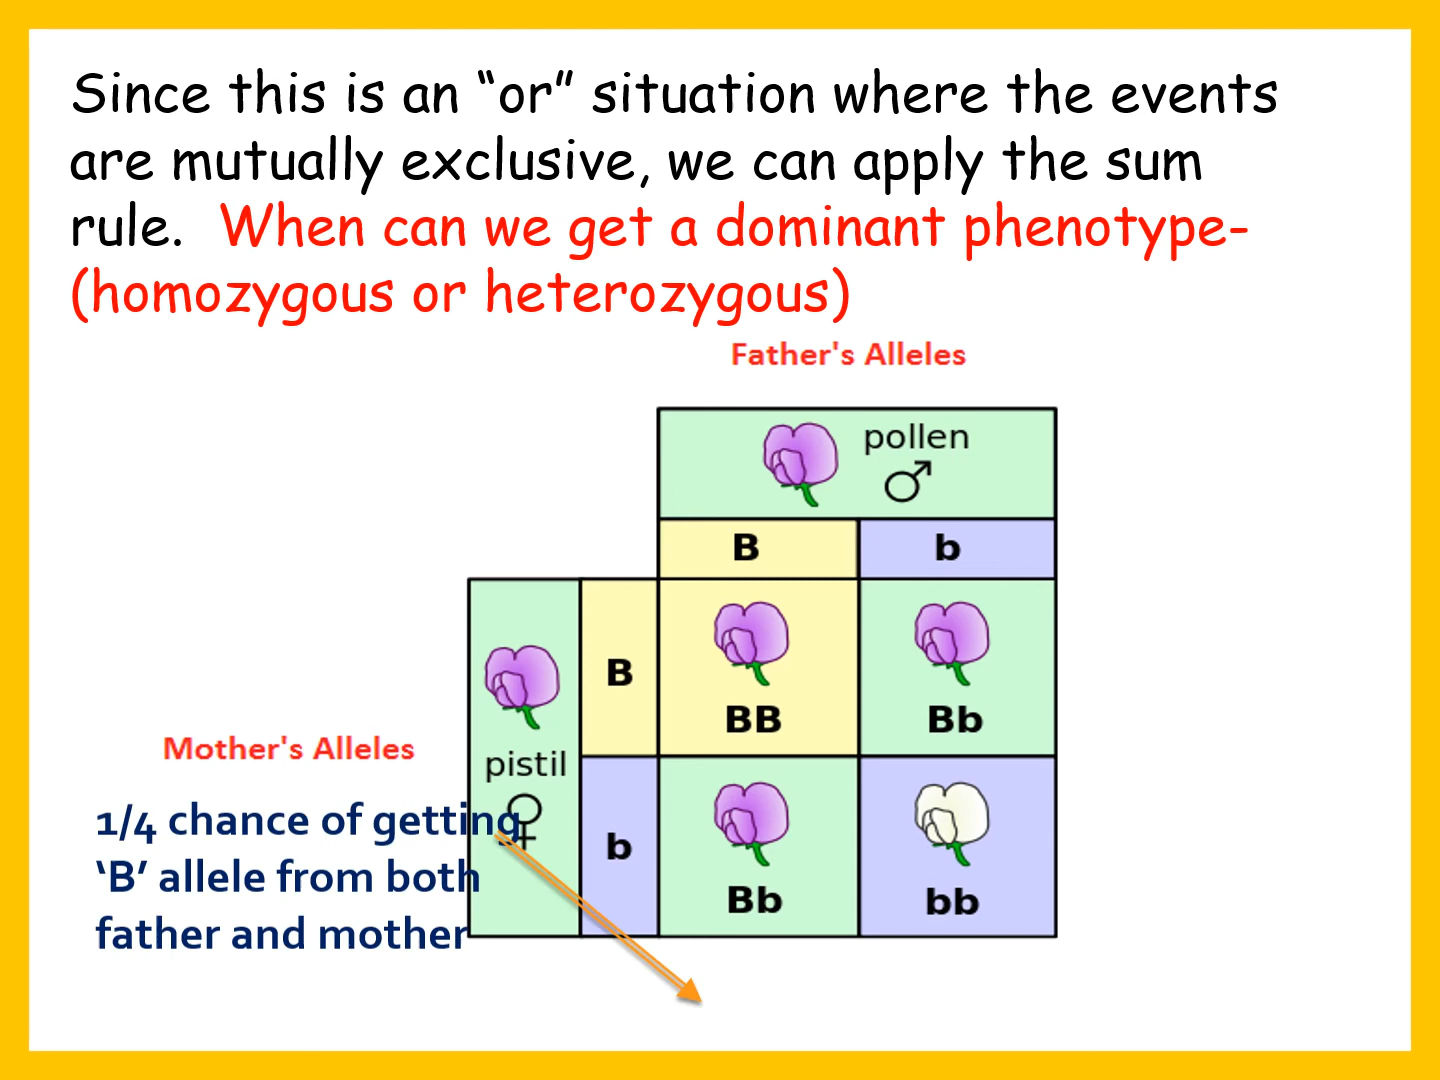 Since this is an “or” situation where the events
are mutually exclusive, we can apply the sum
rule. When can we get a dominant phenotype-
(homozygous or heterozygous)
Father's Alleles
pollen
♂
B b
B
BB Bb
Mother's Alleles
pistil
♀
b
Bb bb
1/4 chance of getting
‘B’ allele from both
father and mother